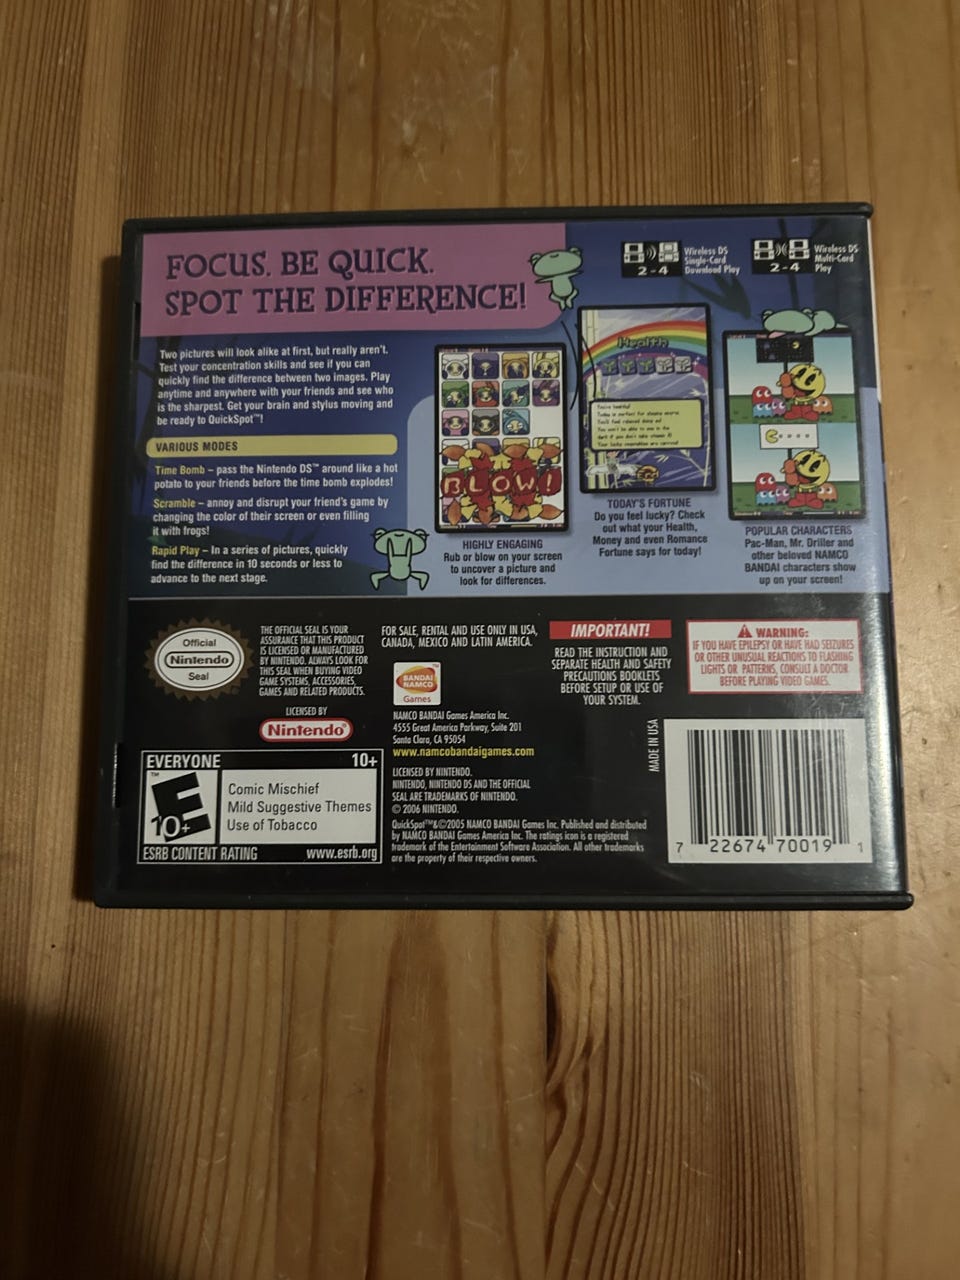 FOCUS. BE QUICK.
SPOT THE DIFFERENCE!
2-4
Wireless DS
Single-Card
Download Play
2-4
Wireless DS
Multi-Card
Play
Two pictures will look alike at first, but really aren't.
Test your concentration skills and see if you can
quickly find the difference between two images. Play
anytime and anywhere with your friends and see who
is the sharpest. Get your brain and stylus moving and
be ready to QuickSpot™!
VARIOUS MODES
Time Bomb – pass the Nintendo DS™ around like a hot
potato to your friends before the time bomb explodes!
Scramble – annoy and disrupt your friend's game by
changing the color of their screen or even filling
it with frogs!
Rapid Play – In a series of pictures, quickly
find the difference in 10 seconds or less to
advance to the next stage.
BLOW!
HIGHLY ENGAGING
Rub or blow on your screen
to uncover a picture and
look for differences.
Health
TODAY'S FORTUNE
Do you feel lucky? Check
out what your Health,
Money and even Romance
Fortune says for today!
POPULAR CHARACTERS
Pac-Man, Mr. Driller and
other beloved NAMCO
BANDAI characters show
up on your screen!
Official
Nintendo
Seal
THE OFFICIAL SEAL IS YOUR
ASSURANCE THAT THIS PRODUCT
IS LICENSED OR MANUFACTURED
BY NINTENDO. ALWAYS LOOK FOR
THIS SEAL WHEN BUYING VIDEO
GAME SYSTEMS, ACCESSORIES,
GAMES AND RELATED PRODUCTS.
LICENSED BY
Nintendo®
EVERYONE 10+
™
E
10+
Comic Mischief
Mild Suggestive Themes
Use of Tobacco
ESRB CONTENT RATING www.esrb.org
FOR SALE, RENTAL AND USE ONLY IN USA,
CANADA, MEXICO AND LATIN AMERICA.
BANDAI
NAMCO
™
Games
NAMCO BANDAI Games America Inc.
4555 Great America Parkway, Suite 201
Santa Clara, CA 95054
www.namcobandaigames.com
LICENSED BY NINTENDO.
NINTENDO, NINTENDO DS AND THE OFFICIAL
SEAL ARE TRADEMARKS OF NINTENDO.
© 2006 NINTENDO.
QuickSpot™&©2005 NAMCO BANDAI Games Inc. Published and distributed
by NAMCO BANDAI Games America Inc. The ratings icon is a registered
trademark of the Entertainment Software Association. All other trademarks
are the property of their respective owners.
IMPORTANT!
READ THE INSTRUCTION AND
SEPARATE HEALTH AND SAFETY
PRECAUTIONS BOOKLETS
BEFORE SETUP OR USE OF
YOUR SYSTEM.
WARNING:
IF YOU HAVE EPILEPSY OR HAVE HAD SEIZURES
OR OTHER UNUSUAL REACTIONS TO FLASHING
LIGHTS OR PATTERNS, CONSULT A DOCTOR
BEFORE PLAYING VIDEO GAMES.
MADE IN USA
7 22674 70019 1